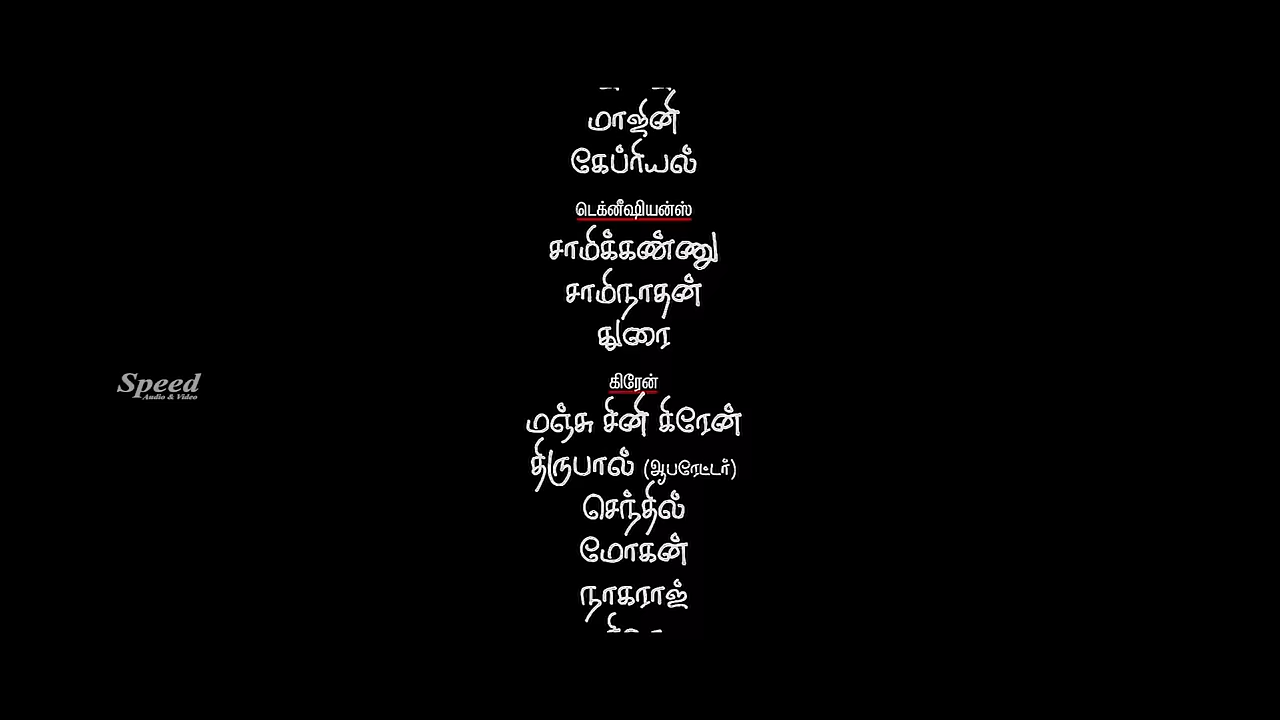 மாஜினி
கேப்ரியல்
டெக்னீஷியன்ஸ்
சாமிக்கண்ணு
சாமிநாதன்
துரை
கிரேன்
மஞ்சு சினி கிரேன்
திருபால் (ஆபரேட்டர்)
செந்தில்
மோகன்
நாகராஜ்
Speed
Audio & Video